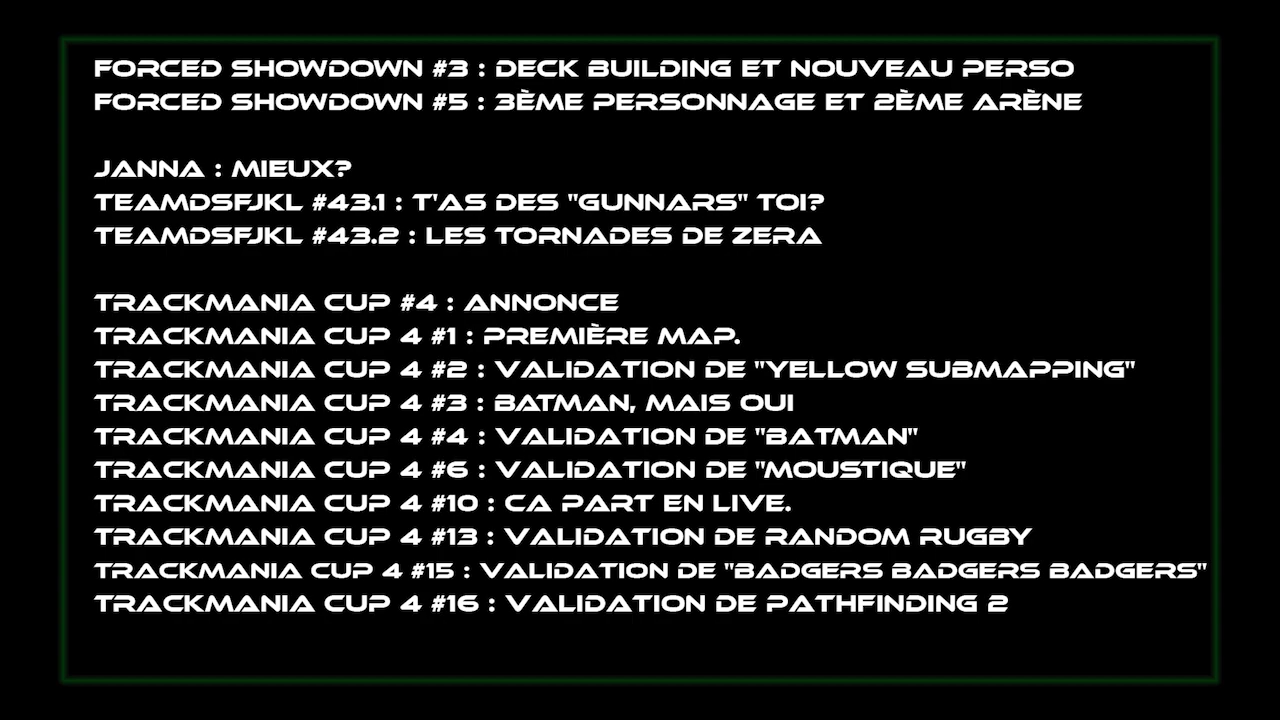 FORCED SHOWDOWN #3 : DECK BUILDING ET NOUVEAU PERSO
FORCED SHOWDOWN #5 : 3ÈME PERSONNAGE ET 2ÈME ARÈNE
JANNA : MIEUX?
TEAMDSFJKL #43.1 : T'AS DES "GUNNARS" TOI?
TEAMDSFJKL #43.2 : LES TORNADES DE ZERA
TRACKMANIA CUP #4 : ANNONCE
TRACKMANIA CUP 4 #1 : PREMIÈRE MAP.
TRACKMANIA CUP 4 #2 : VALIDATION DE "YELLOW SUBMAPPING"
TRACKMANIA CUP 4 #3 : BATMAN, MAIS OUI
TRACKMANIA CUP 4 #4 : VALIDATION DE "BATMAN"
TRACKMANIA CUP 4 #6 : VALIDATION DE "MOUSTIQUE"
TRACKMANIA CUP 4 #10 : CA PART EN LIVE.
TRACKMANIA CUP 4 #13 : VALIDATION DE RANDOM RUGBY
TRACKMANIA CUP 4 #15 : VALIDATION DE "BADGERS BADGERS BADGERS"
TRACKMANIA CUP 4 #16 : VALIDATION DE PATHFINDING 2